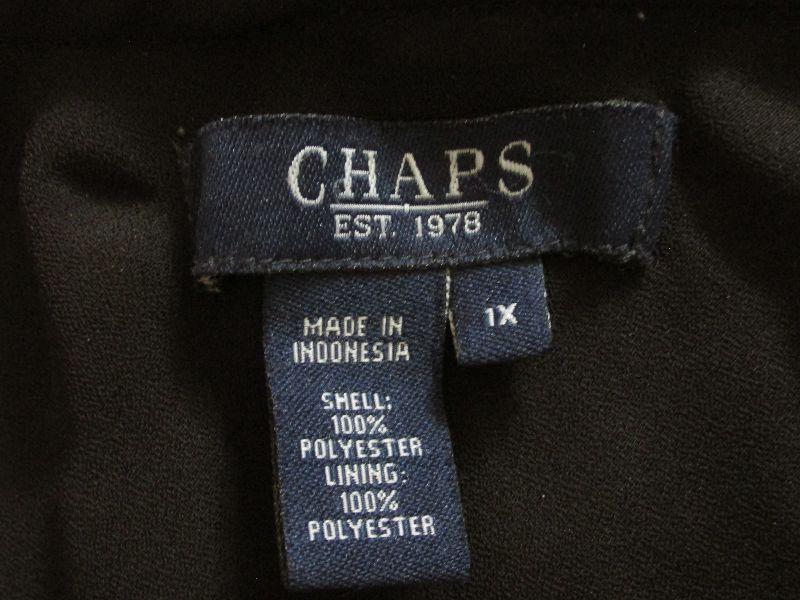 CHAPS
EST. 1978
1X
MADE IN
INDONESIA
SHELL:
100%
POLYESTER
LINING:
100%
POLYESTER